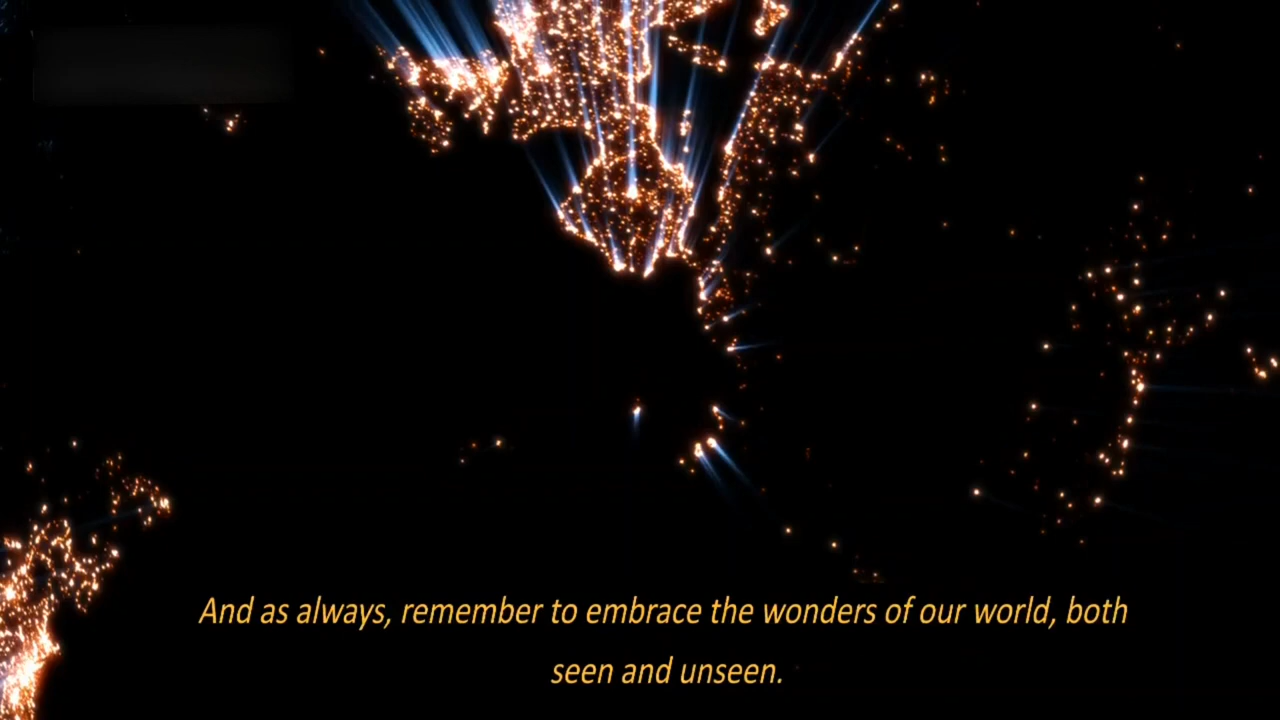 And as always, remember to embrace the wonders of our world, both
seen and unseen.